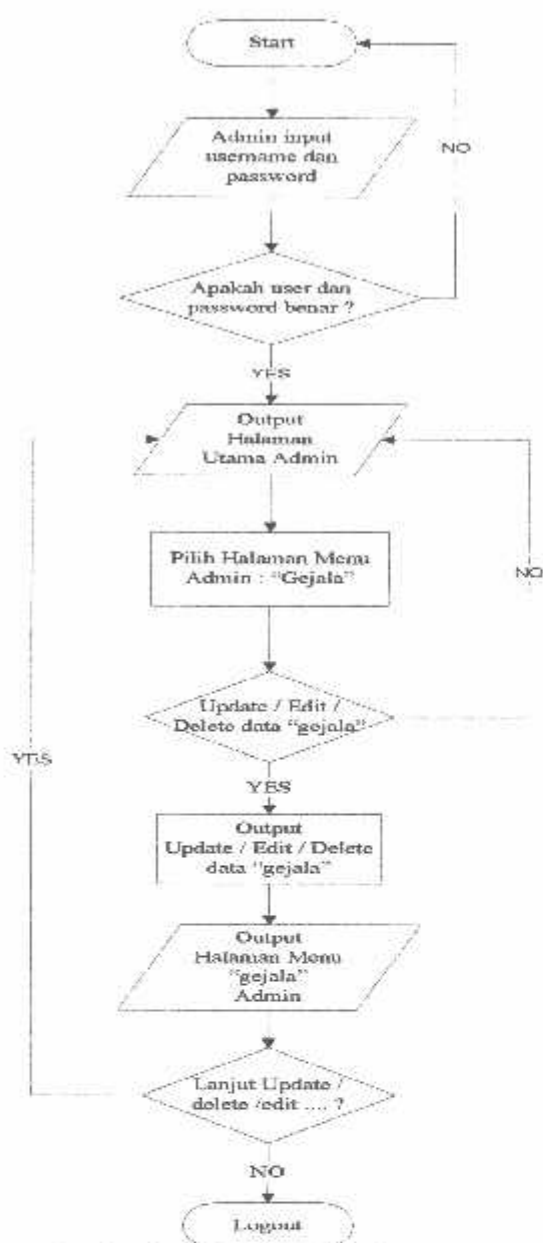 Start
Admin input
username dan
password
NO
Apakah user dan
password benar ?
YES
Output
Halaman
Utama Admin
Pilih Halaman Menu
Admin : "Gejala"
NO
Update / Edit /
Delete data "gejala"
YES
YES
Output
Update / Edit / Delete
data "gejala"
Output
Halaman Menu
"gejala"
Admin
Lanjut Update /
delete /edit .... ?
NO
Logout